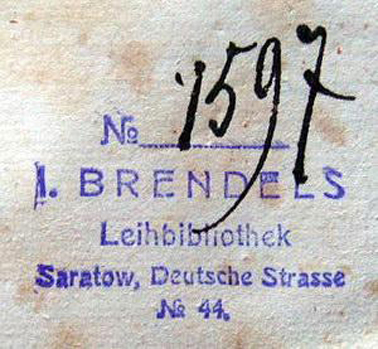 № 1597
I. BRENDELS
Leihbibliothek
Saratow, Deutsche Strasse
№ 44.